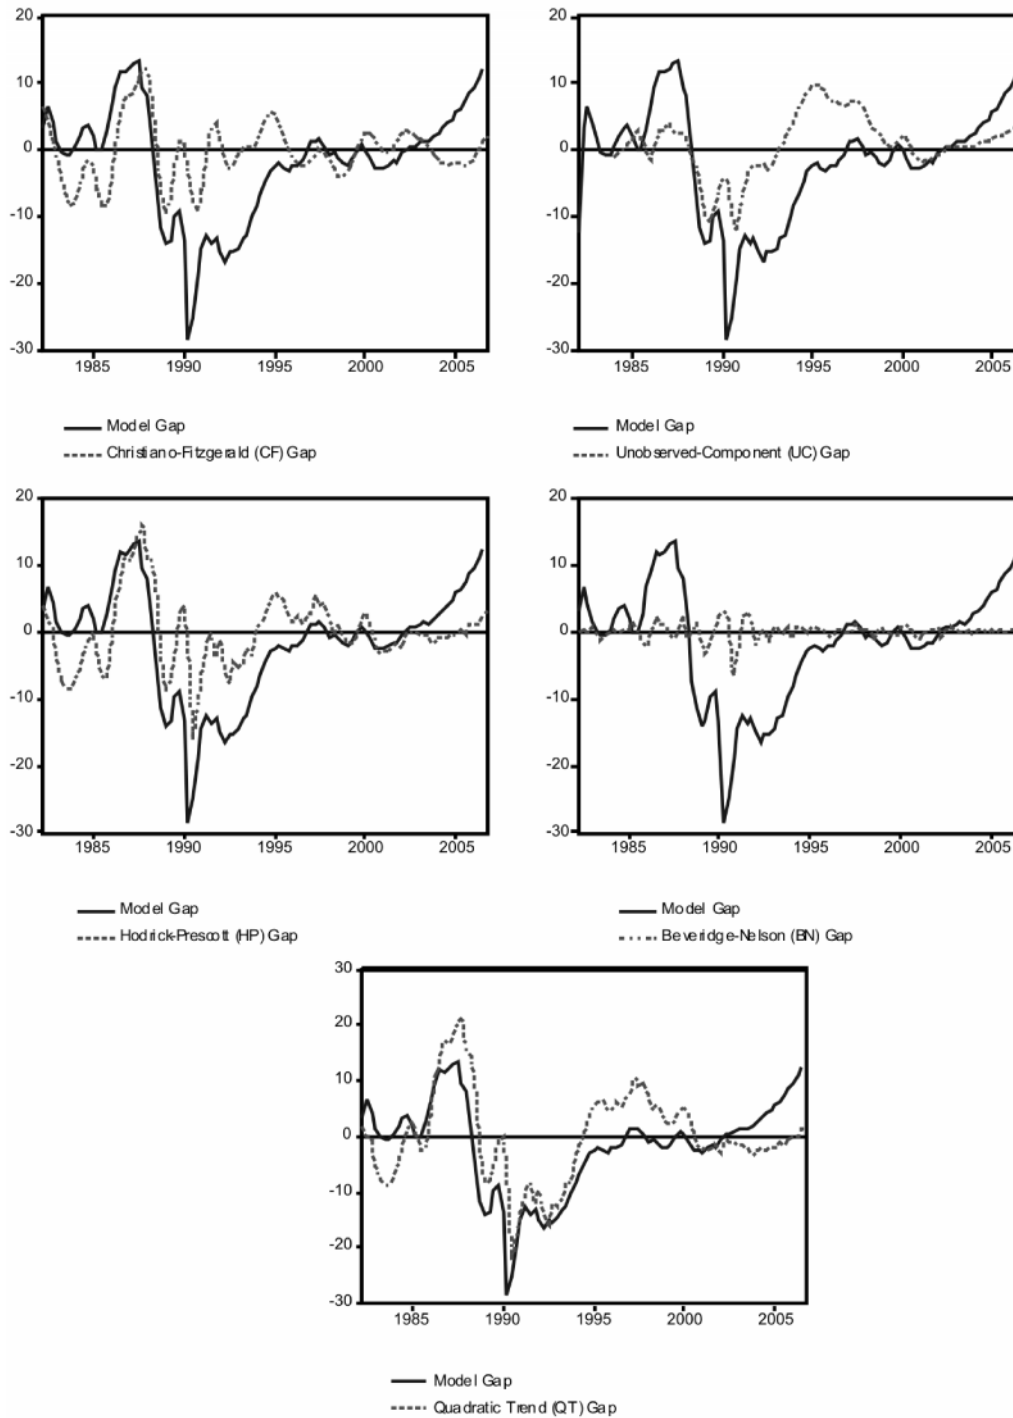 20
10
0
-10
-20
-30
1985 1990 1995 2000 2005
Model Gap
Christiano-Fitzgerald (CF) Gap
20
10
0
-10
-20
-30
1985 1990 1995 2000 2005
Model Gap
Unobserved-Component (UC) Gap
20
10
0
-10
-20
-30
1985 1990 1995 2000 2005
Model Gap
Hodrick-Prescott (HP) Gap
20
10
0
-10
-20
-30
1985 1990 1995 2000 2005
Model Gap
Beveridge-Nelson (BN) Gap
30
20
10
0
-10
-20
-30
1985 1990 1995 2000 2005
Model Gap
Quadratic Trend (QT) Gap